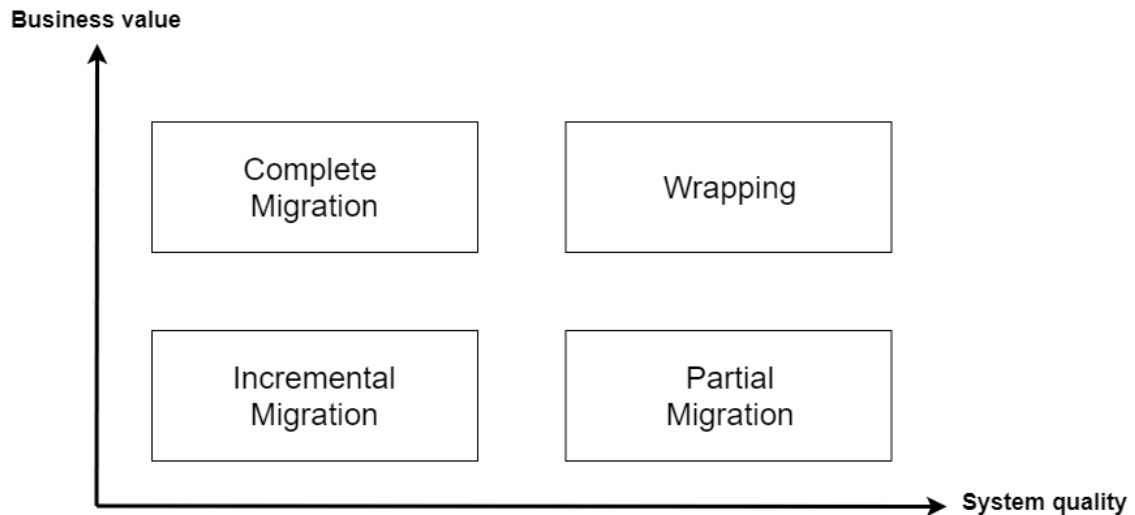 Business value
Complete
Migration
Wrapping
Incremental
Migration
Partial
Migration
System quality